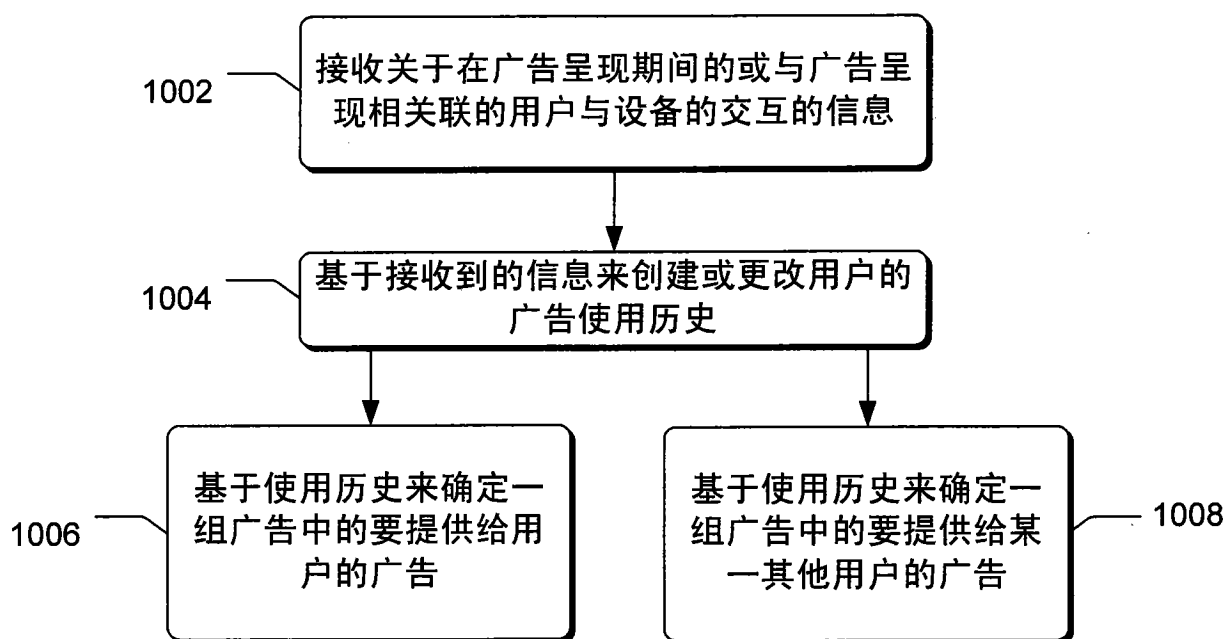 1002
接收关于在广告呈现期间的或与广告呈
现相关联的用户与设备的交互的信息
1004
基于接收到的信息来创建或更改用户的
广告使用历史
1006
基于使用历史来确定一
组广告中的要提供给用
户的广告
基于使用历史来确定一
组广告中的要提供给某
一其他用户的广告
1008